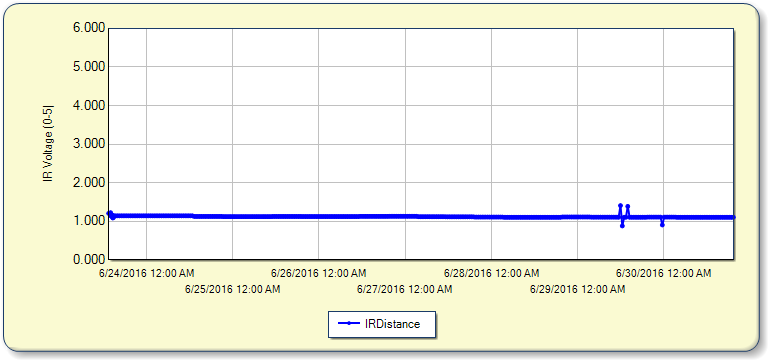 6.000
5.000
4.000
3.000
2.000
1.000
0.000
IR Voltage (0-5|
6/24/2016 12:00 AM
6/25/2016 12:00 AM
6/26/2016 12:00 AM
6/27/2016 12:00 AM
6/28/2016 12:00 AM
6/29/2016 12:00 AM
6/30/2016 12:00 AM
IRDistance